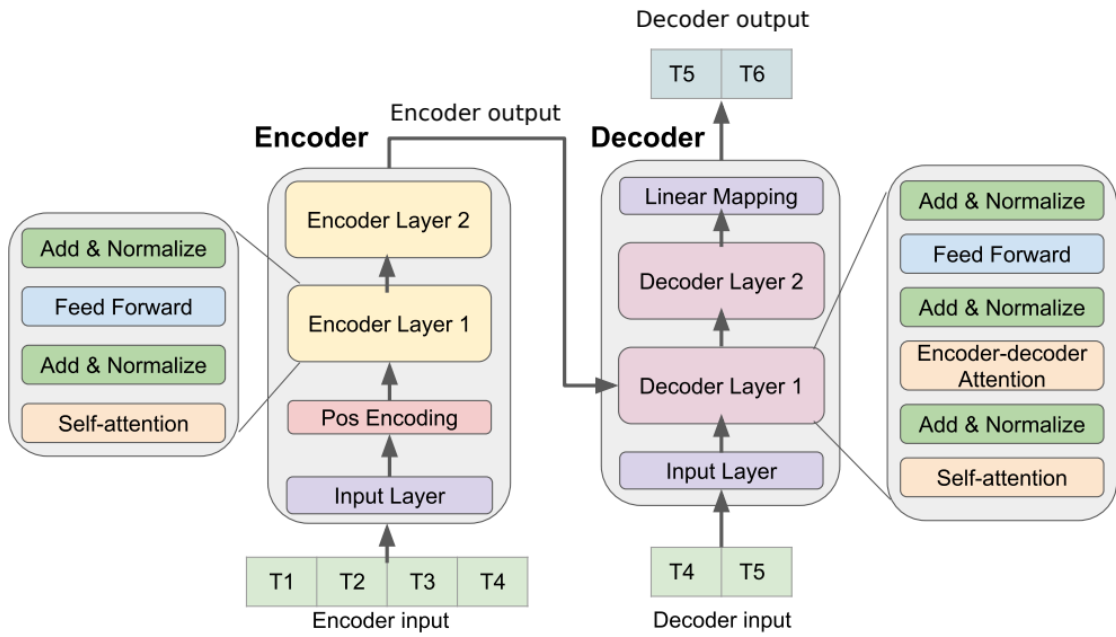 Decoder output
T5 T6
Encoder output
Encoder
Decoder
Add & Normalize
Feed Forward
Add & Normalize
Self-attention
Encoder Layer 2
Encoder Layer 1
Pos Encoding
Input Layer
T1 T2 T3 T4
Encoder input
Linear Mapping
Decoder Layer 2
Decoder Layer 1
Input Layer
T4 T5
Decoder input
Add & Normalize
Feed Forward
Add & Normalize
Encoder-decoder
Attention
Add & Normalize
Self-attention